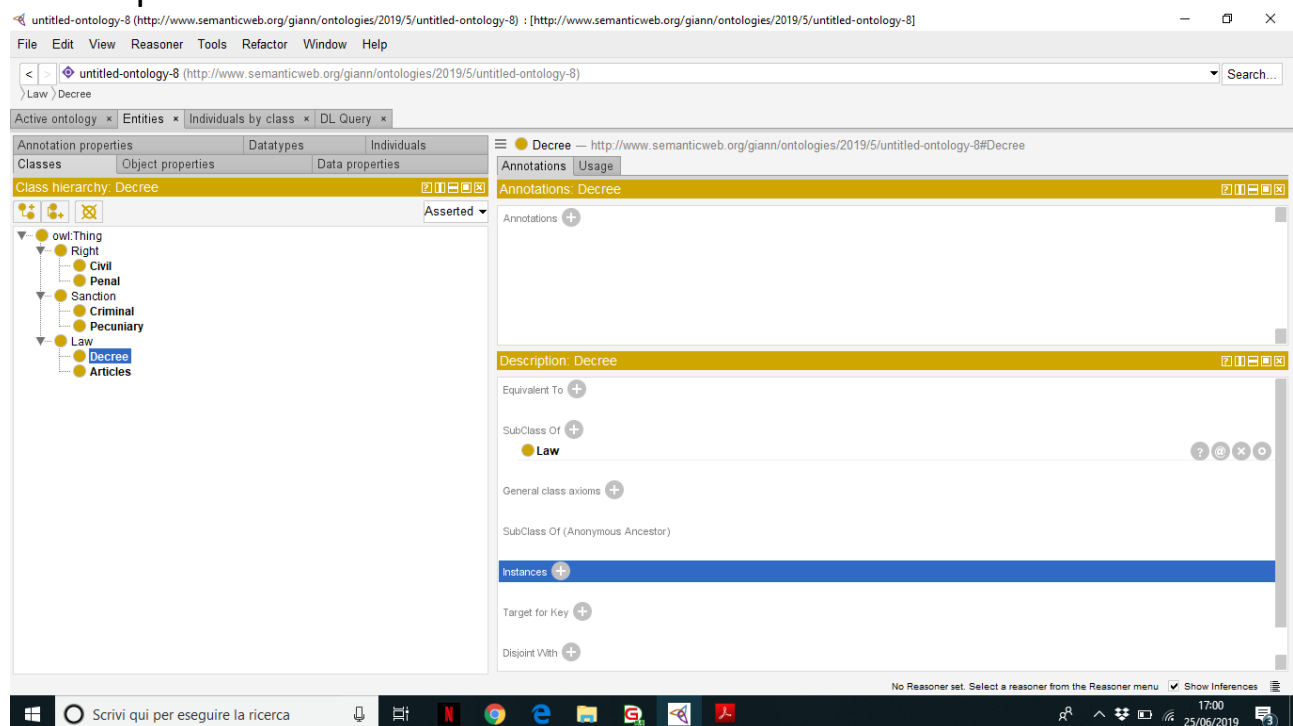 untitled-ontology-8 (http://www.semanticweb.org/giann/ontologies/2019/5/untitled-ontology-8) : [http://www.semanticweb.org/giann/ontologies/2019/5/untitled-ontology-8]
File Edit View Reasoner Tools Refactor Window Help
< > untitled-ontology-8 (http://www.semanticweb.org/giann/ontologies/2019/5/untitled-ontology-8) Search...
Law Decree
Active ontology × Entities × Individuals by class × DL Query ×
Annotation properties Datatypes Individuals
Classes Object properties Data properties
Class hierarchy: Decree
Asserted
owl:Thing
Right
Civil
Penal
Sanction
Criminal
Pecuniary
Law
Decree
Articles
Decree — http://www.semanticweb.org/giann/ontologies/2019/5/untitled-ontology-8#Decree
Annotations Usage
Annotations: Decree
Annotations
Description: Decree
Equivalent To
SubClass Of
Law
General class axioms
SubClass Of (Anonymous Ancestor)
Instances
Target for Key
Disjoint With
No Reasoner set. Select a reasoner from the Reasoner menu Show Inferences
Scrivi qui per eseguire la ricerca
17:00
25/06/2019